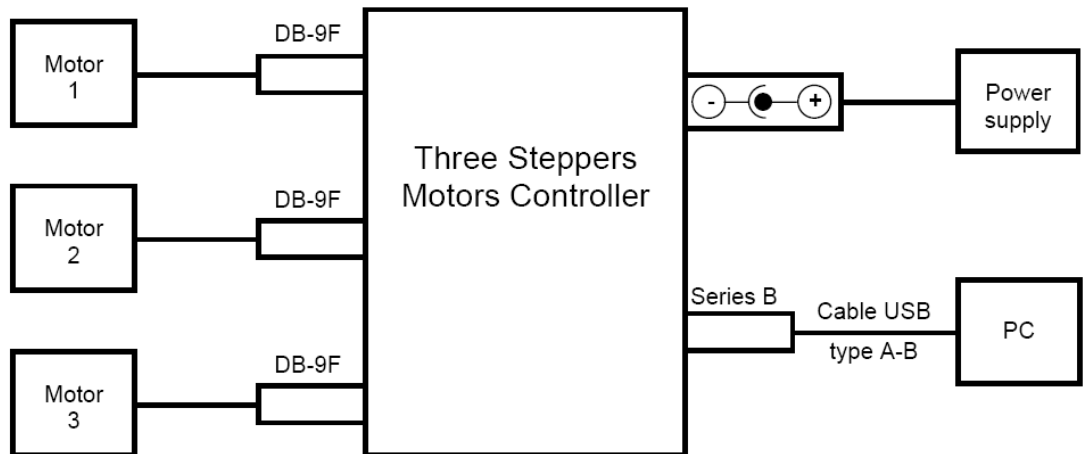 DB-9F
Motor
1
DB-9F
Motor
2
DB-9F
Motor
3
Three Steppers
Motors Controller
-
+
Power
supply
Series B
Cable USB
type A-B
PC